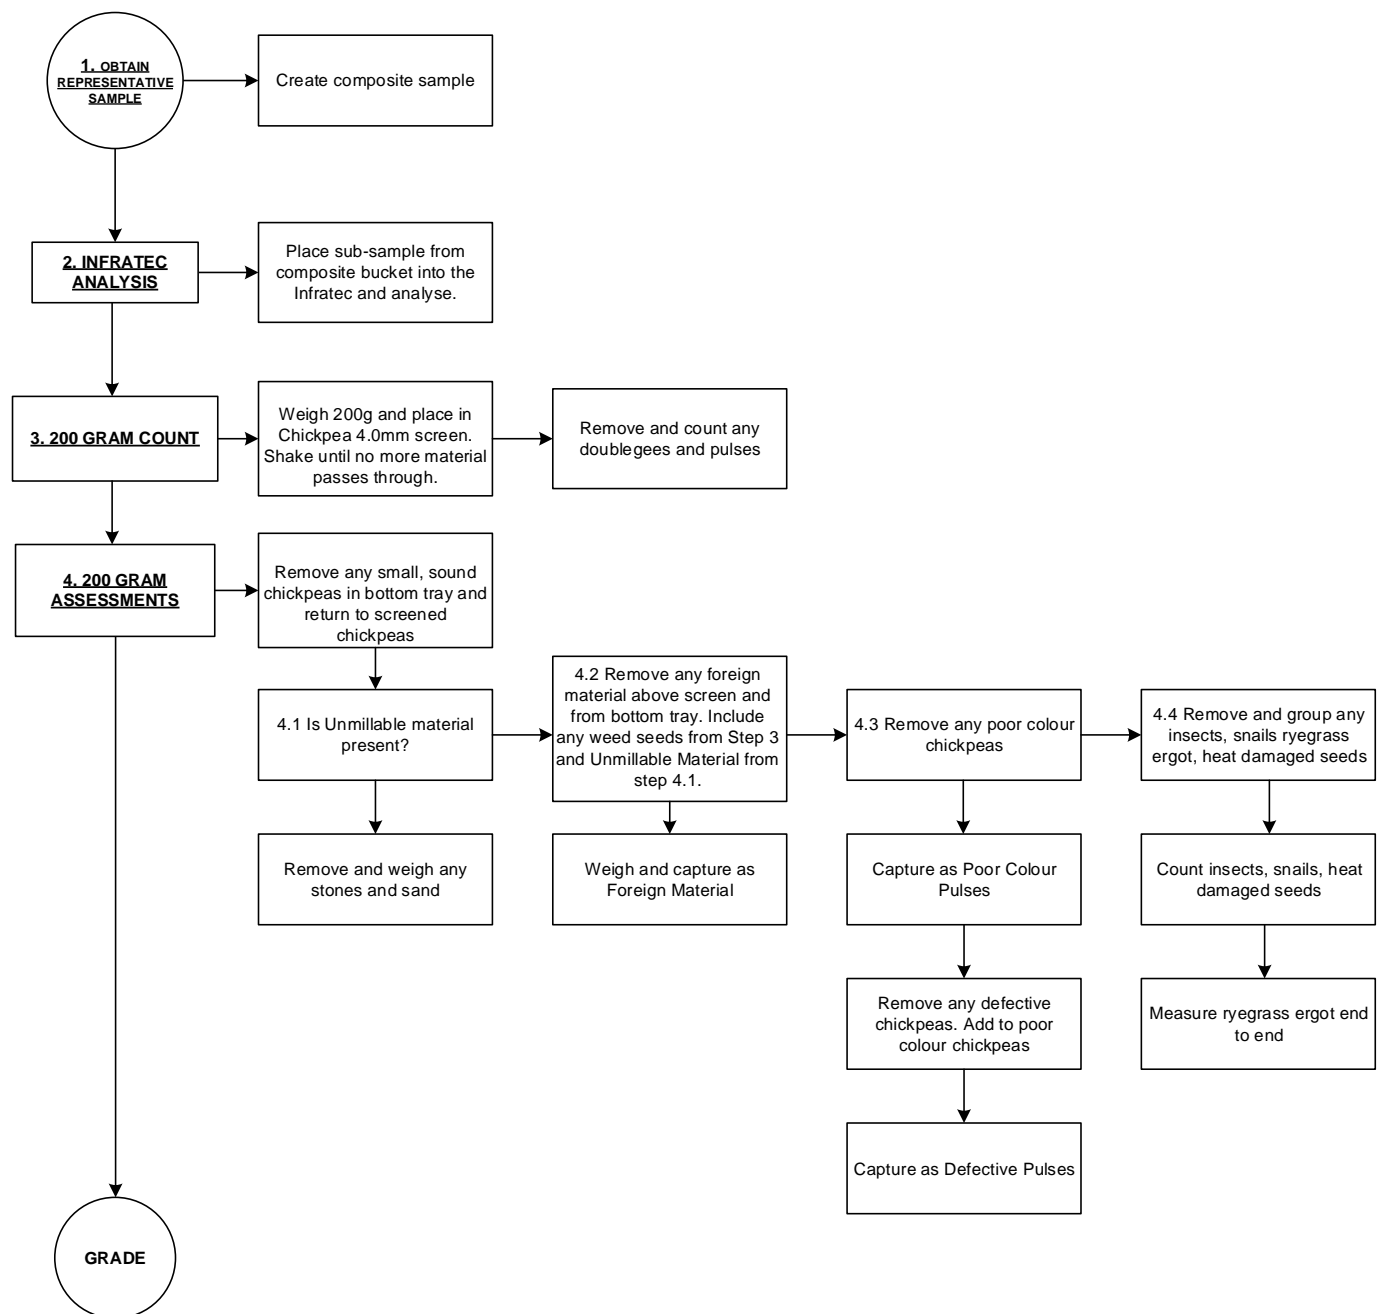 1. OBTAIN
REPRESENTATIVE
SAMPLE
Create composite sample
2. INFRATEC
ANALYSIS
Place sub-sample from
composite bucket into the
Infratec and analyse.
3. 200 GRAM COUNT
Weigh 200g and place in
Chickpea 4.0mm screen.
Shake until no more material
passes through.
Remove and count any
doublegees and pulses
4. 200 GRAM
ASSESSMENTS
Remove any small, sound
chickpeas in bottom tray and
return to screened
chickpeas
4.1 Is Unmillable material
present?
Remove and weigh any
stones and sand
4.2 Remove any foreign
material above screen and
from bottom tray. Include
any weed seeds from Step 3
and Unmillable Material from
step 4.1.
Weigh and capture as
Foreign Material
4.3 Remove any poor colour
chickpeas
Capture as Poor Colour
Pulses
Remove any defective
chickpeas. Add to poor
colour chickpeas
Capture as Defective Pulses
4.4 Remove and group any
insects, snails ryegrass
ergot, heat damaged seeds
Count insects, snails, heat
damaged seeds
Measure ryegrass ergot end
to end
GRADE